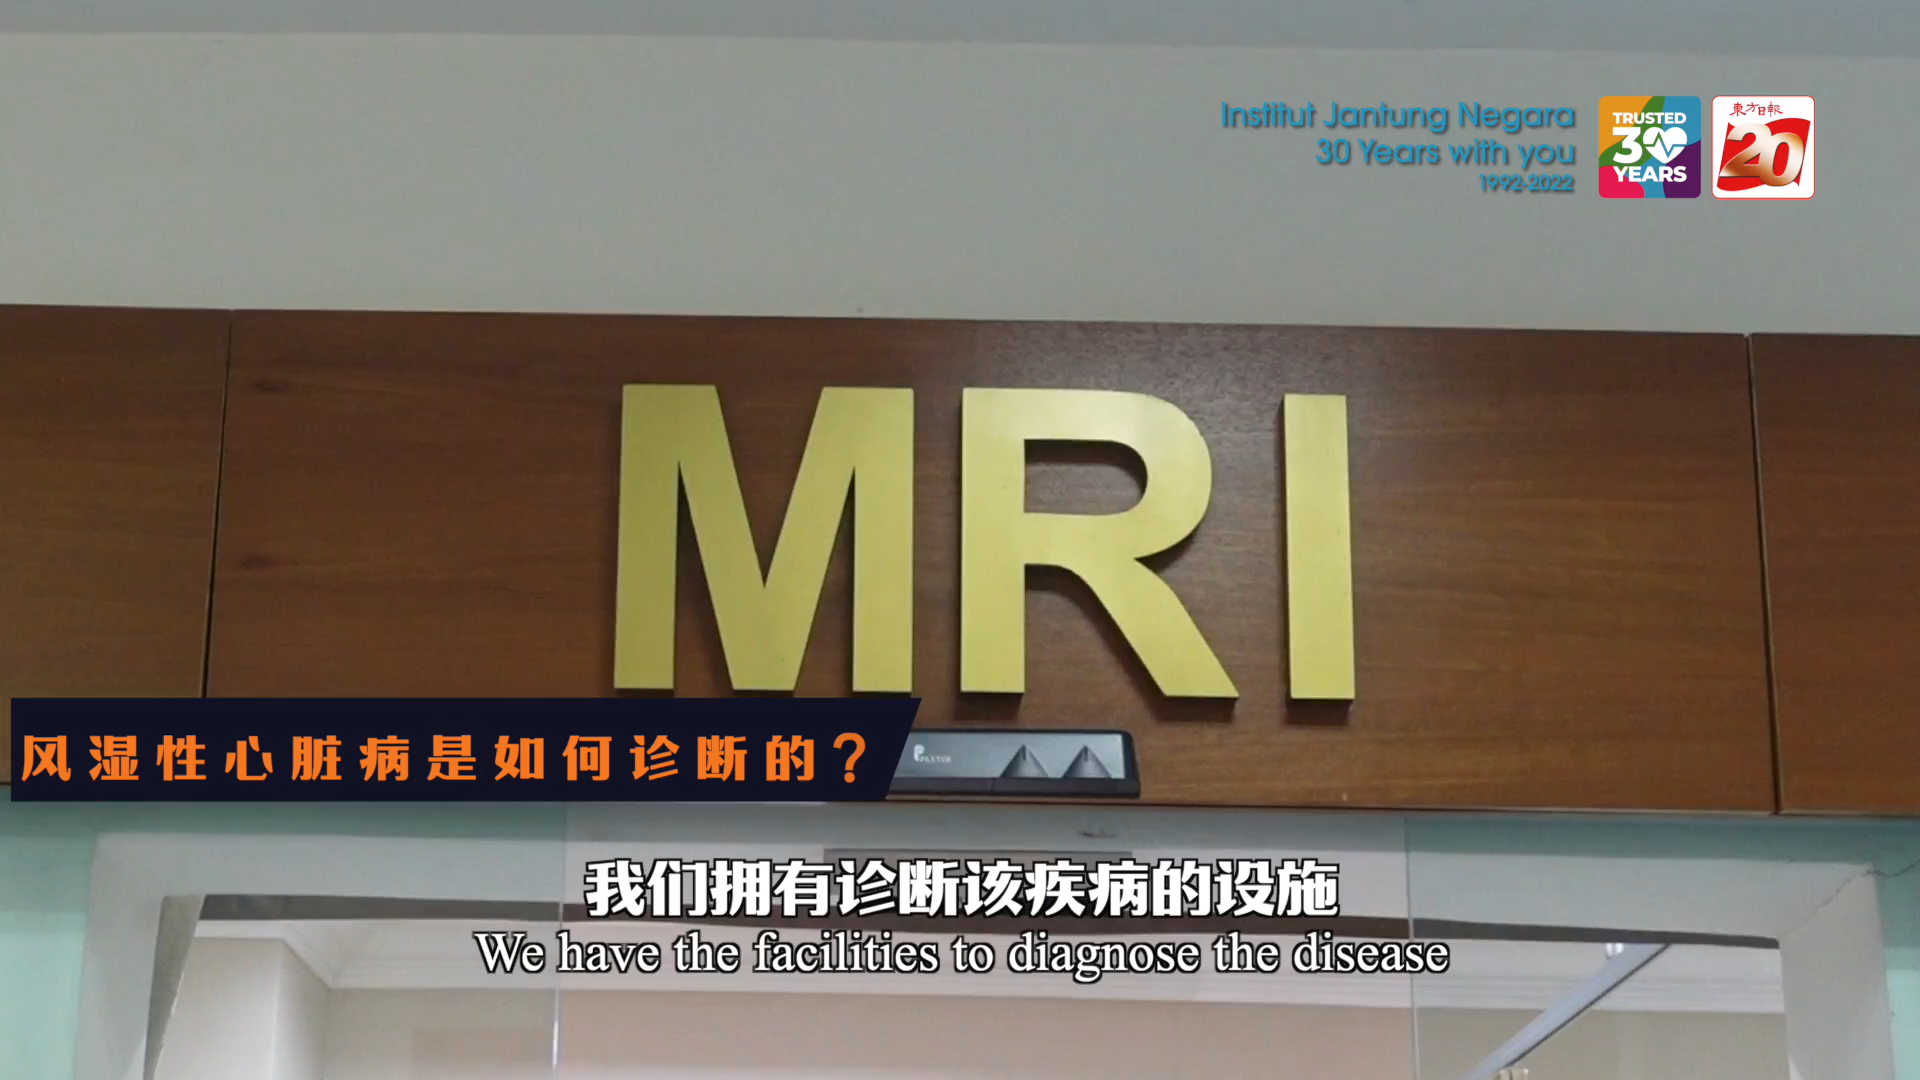 Institut Jantung Negara
30 Years with you
1992-2022
TRUSTED
30
YEARS
東方日報
20
MRI
风湿性心脏病是如何诊断的?
我们拥有诊断该疾病的设施
We have the facilities to diagnose the disease